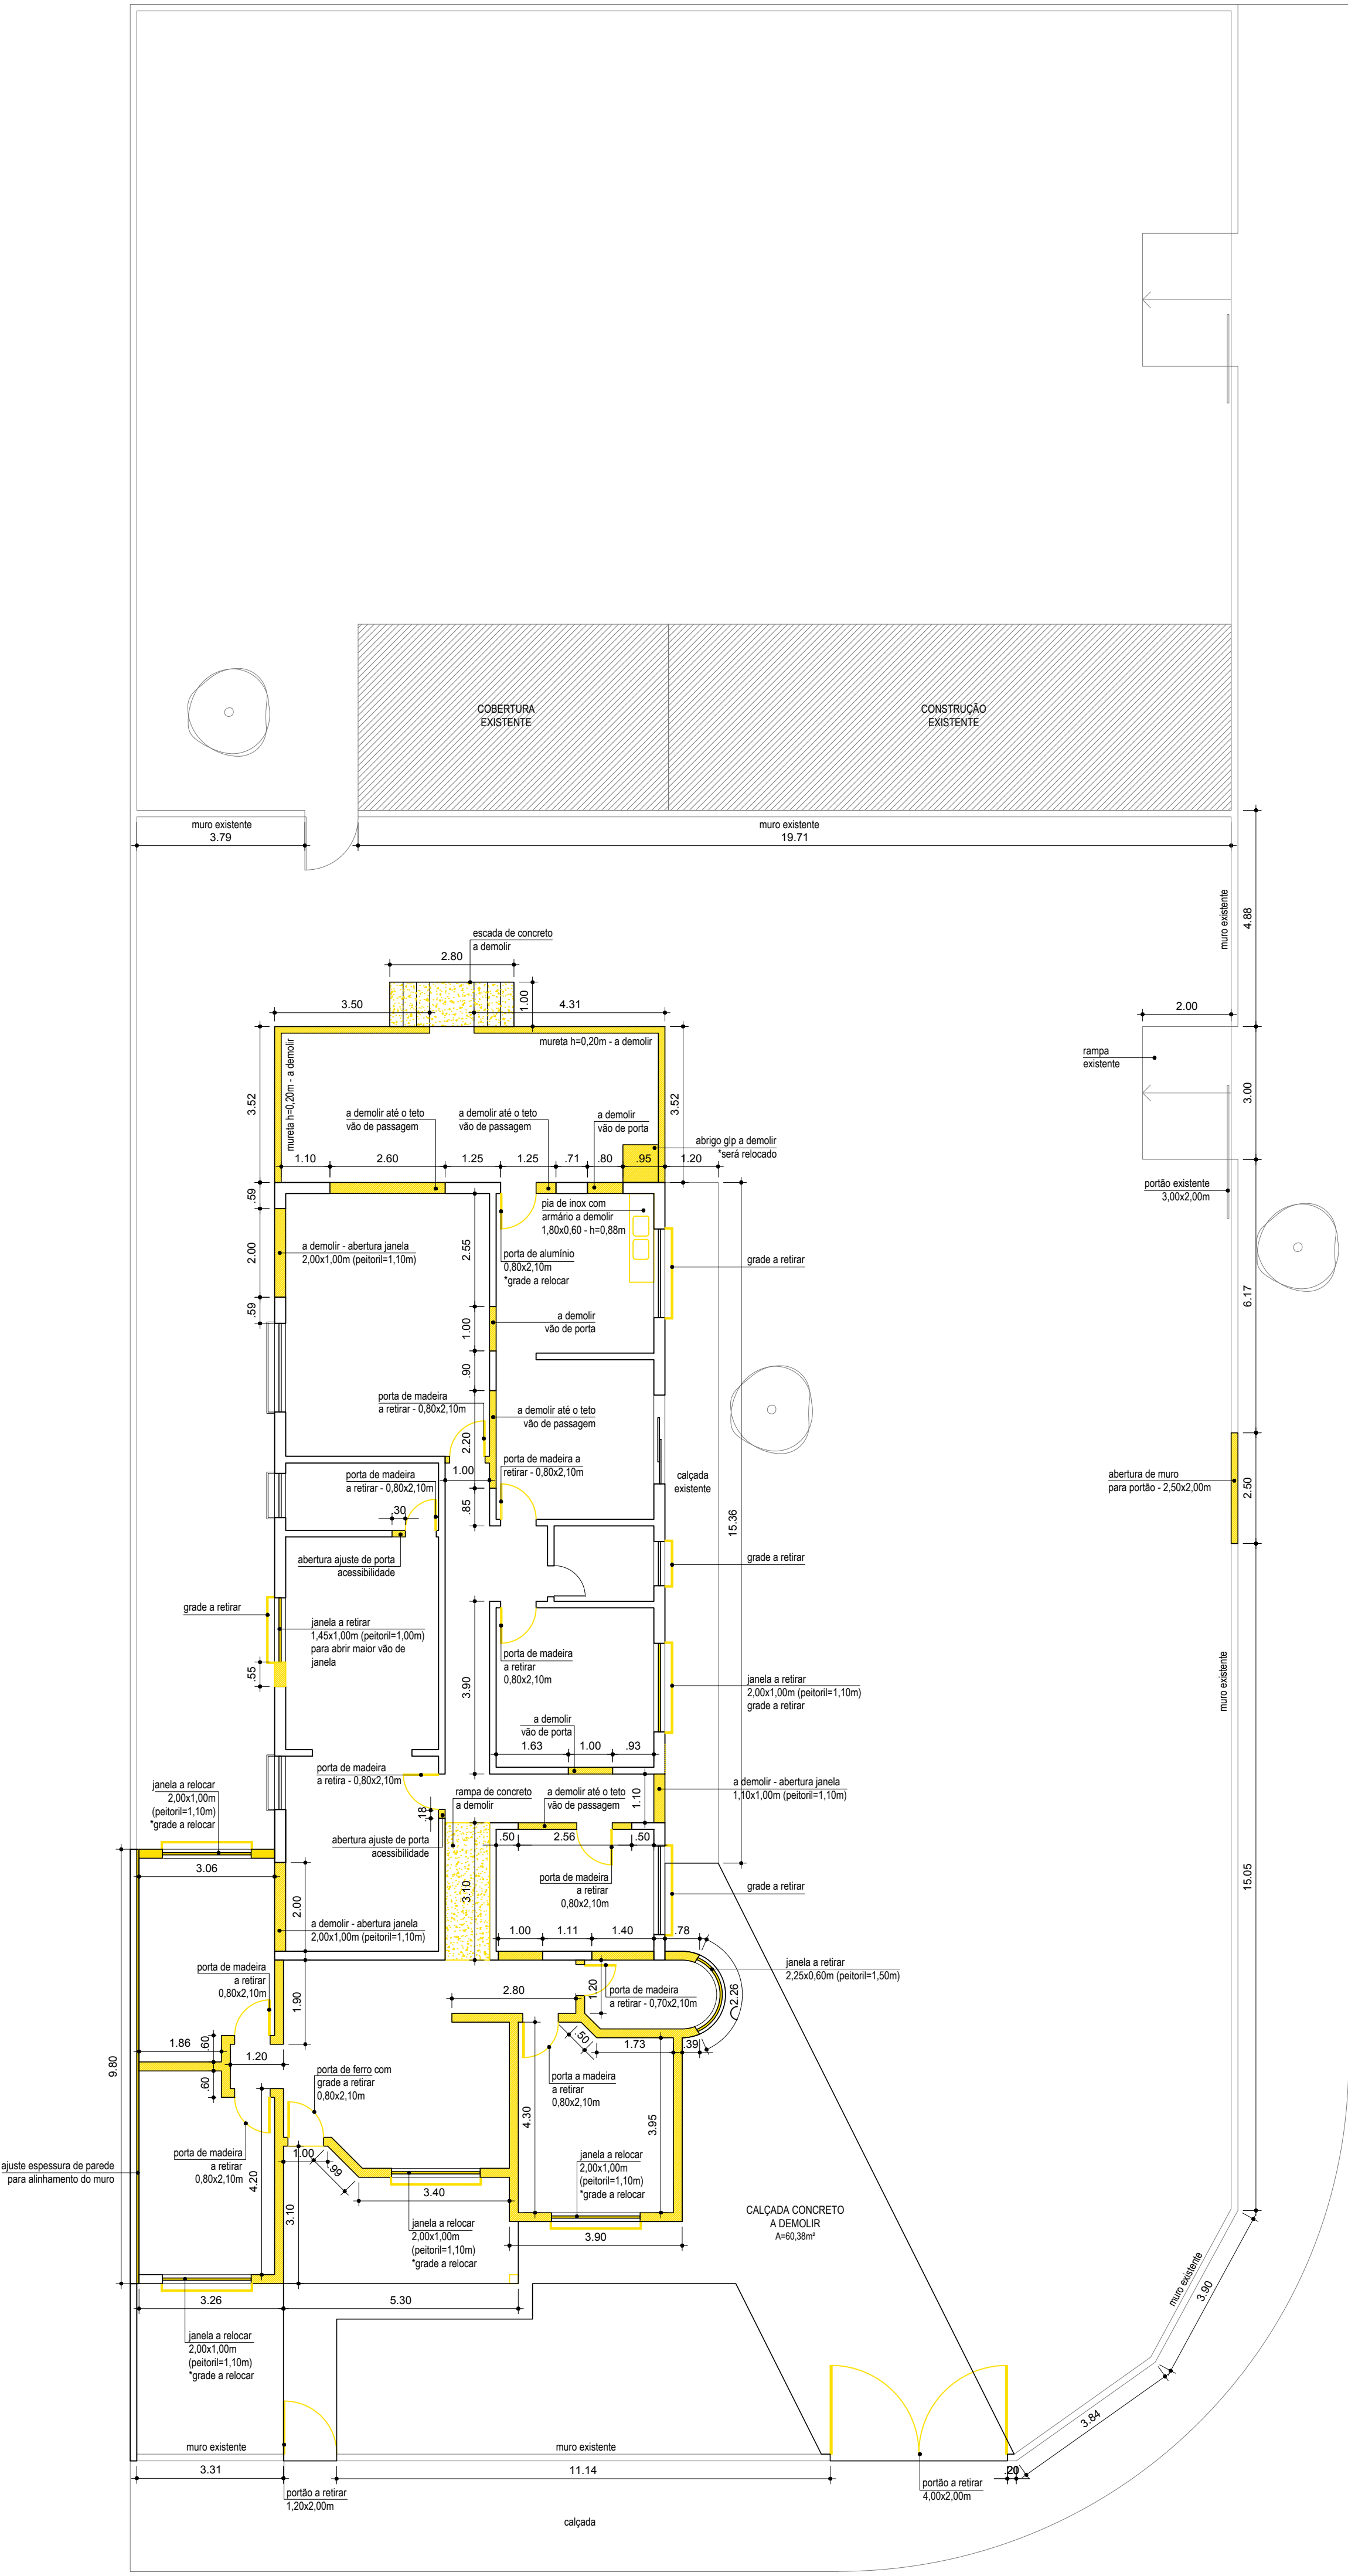 COBERTURA
EXISTENTE
CONSTRUÇÃO
EXISTENTE
muro existente
3.79
muro existente
19.71
muro existente
4.88
escada de concreto
a demolir
2.80
1.00
3.50
4.31
2.00
mureta h=0,20m - a demolir
mureta h=0,20m - a demolir
rampa
existente
3.00
3.52
3.52
a demolir até o teto
vão de passagem
a demolir até o teto
vão de passagem
a demolir
vão de porta
abrigo glp a demolir
*será relocado
1.10
2.60
1.25
1.25
.71
.80
.95
1.20
portão existente
3,00x2,00m
.59
2.00
.59
a demolir - abertura janela
2,00x1,00m (peitoril=1,10m)
2.55
pia de inox com
armário a demolir
1,80x0,60 - h=0,88m
porta de alumínio
0,80x2,10m
*grade a relocar
grade a retirar
6.17
1.00
a demolir
vão de porta
.90
porta de madeira
a retirar - 0,80x2,10m
a demolir até o teto
vão de passagem
2.20
porta de madeira a
retirar - 0,80x2,10m
1.00
porta de madeira
a retirar - 0,80x2,10m
calçada
existente
abertura de muro
para portão - 2,50x2,00m
2.50
.30
.85
15.36
abertura ajuste de porta
acessibilidade
grade a retirar
grade a retirar
janela a retirar
1,45x1,00m (peitoril=1,00m)
para abrir maior vão de
janela
.55
3.90
porta de madeira
a retirar
0,80x2,10m
janela a retirar
2,00x1,00m (peitoril=1,10m)
grade a retirar
muro existente
a demolir
vão de porta
1.63
1.00
.93
porta de madeira
a retira - 0,80x2,10m
janela a relocar
2,00x1,00m
(peitoril=1,10m)
*grade a relocar
rampa de concreto
a demolir
a demolir até o teto
vão de passagem
1.10
a demolir - abertura janela
1,10x1,00m (peitoril=1,10m)
.18
abertura ajuste de porta
acessibilidade
.50
2.56
.50
3.06
3.10
porta de madeira
a retirar
0,80x2,10m
grade a retirar
15.05
2.00
a demolir - abertura janela
2,00x1,00m (peitoril=1,10m)
1.00
1.11
1.40
.78
janela a retirar
2,25x0,60m (peitoril=1,50m)
porta de madeira
a retirar
0,80x2,10m
1.90
2.80
1.20
porta de madeira
a retirar - 0,70x2,10m
2.26
1.86
.60
1.20
.60
.50
1.73
.39
9.80
porta de ferro com
grade a retirar
0,80x2,10m
porta a madeira
a retirar
0,80x2,10m
4.30
3.95
ajuste espessura de parede
para alinhamento do muro
porta de madeira
a retirar
0,80x2,10m
4.20
1.00
.99
3.10
3.40
janela a relocar
2,00x1,00m
(peitoril=1,10m)
*grade a relocar
janela a relocar
2,00x1,00m
(peitoril=1,10m)
*grade a relocar
3.90
CALÇADA CONCRETO
A DEMOLIR
A=60,38m²
muro existente
3.90
3.26
5.30
janela a relocar
2,00x1,00m
(peitoril=1,10m)
*grade a relocar
3.84
muro existente
muro existente
3.31
11.14
.20
portão a retirar
1,20x2,00m
portão a retirar
4,00x2,00m
calçada